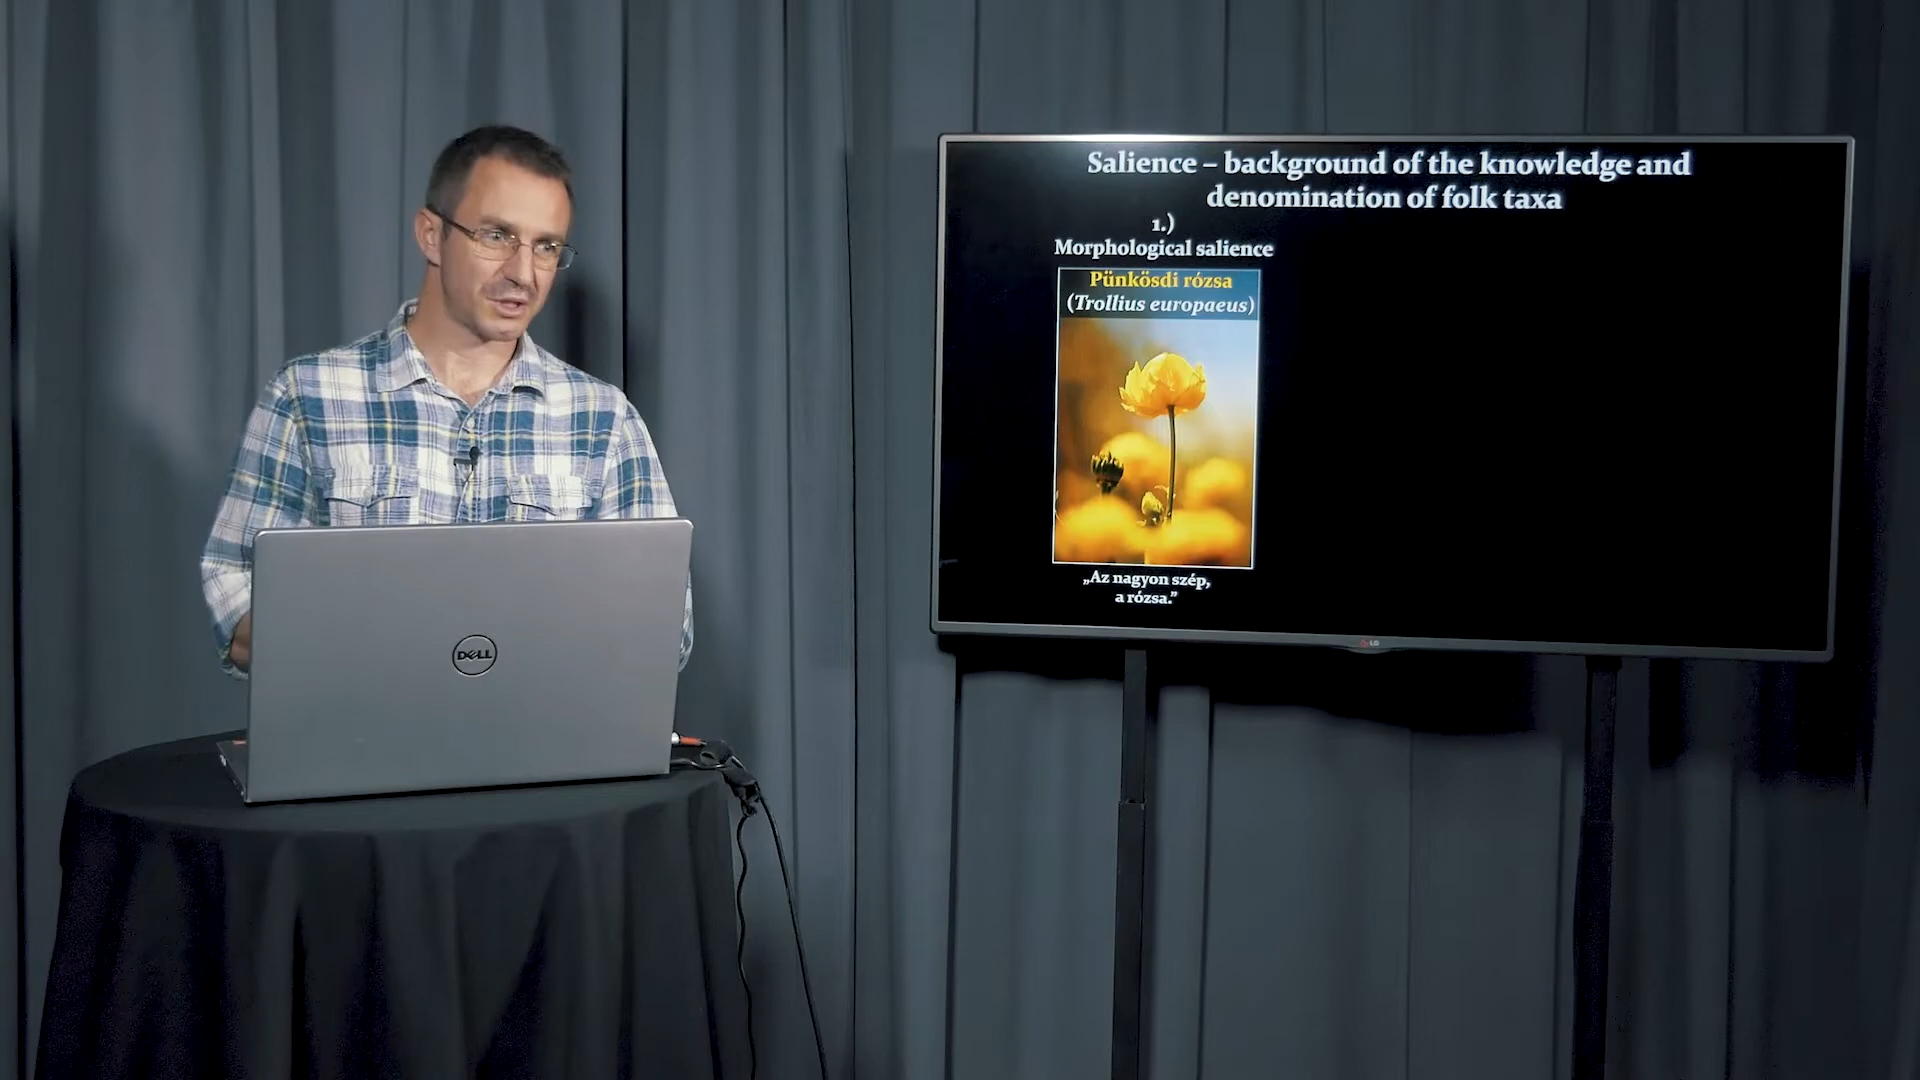 Salience – background of the knowledge and
denomination of folk taxa
1.)
Morphological salience
Pünkösdi rózsa
(Trollius europaeus)
„Az nagyon szép,
a rózsa.”
DELL
LG